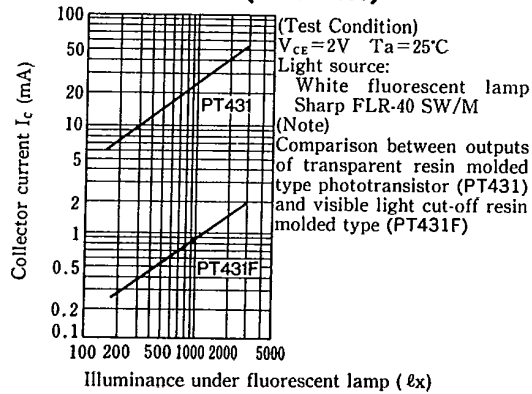 (Test Condition)
V_CE=2V Ta=25°C
Light source:
White fluorescent lamp
Sharp FLR-40 SW/M
(Note)
Comparison between outputs
of transparent resin molded
type phototransistor (PT431)
and visible light cut-off resin
molded type (PT431F)
Collector current I_c (mA)
100
50
20
10
5
2
1
0.5
0.2
0.1
PT431
PT431F
100 200 500 1000 2000 5000
Illuminance under fluorescent lamp (ℓx)